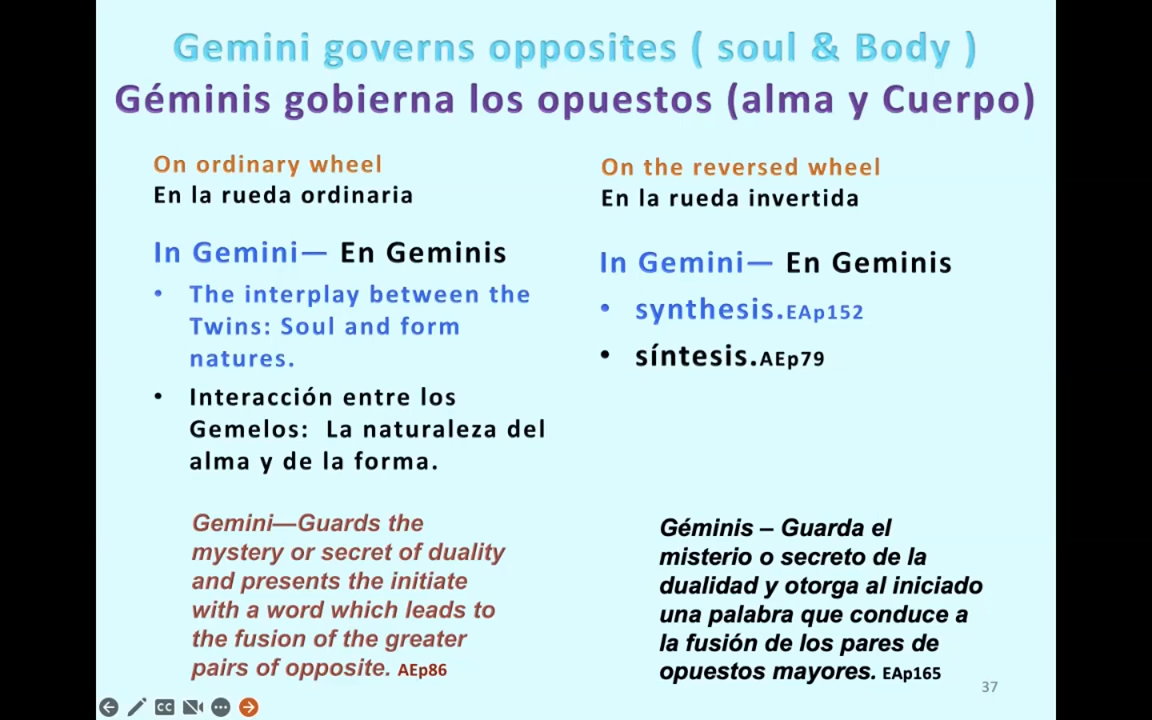 Gemini governs opposites ( soul & Body )
Géminis gobierna los opuestos (alma y Cuerpo)
On ordinary wheel
En la rueda ordinaria
In Gemini— En Geminis
• The interplay between the
Twins: Soul and form
natures.
• Interacción entre los
Gemelos: La naturaleza del
alma y de la forma.
Gemini—Guards the
mystery or secret of duality
and presents the initiate
with a word which leads to
the fusion of the greater
pairs of opposite. AEp86
On the reversed wheel
En la rueda invertida
In Gemini— En Geminis
• synthesis.EAp152
• síntesis.AEp79
Géminis – Guarda el
misterio o secreto de la
dualidad y otorga al iniciado
una palabra que conduce a
la fusión de los pares de
opuestos mayores. EAp165
37
CC